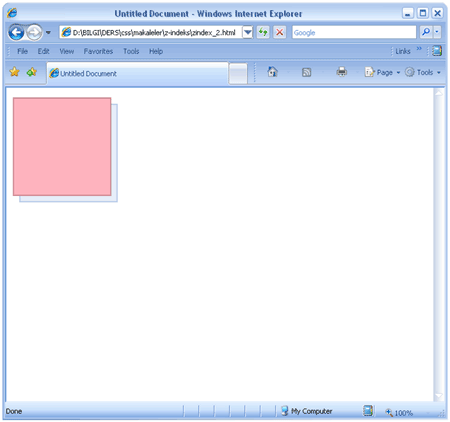 Untitled Document - Windows Internet Explorer
D:\BILGI\DERS\css\makaleler\z-indeks\zindex_2.html
Google
File Edit View Favorites Tools Help
Links »
Untitled Document
Page Tools
Done
My Computer
100%